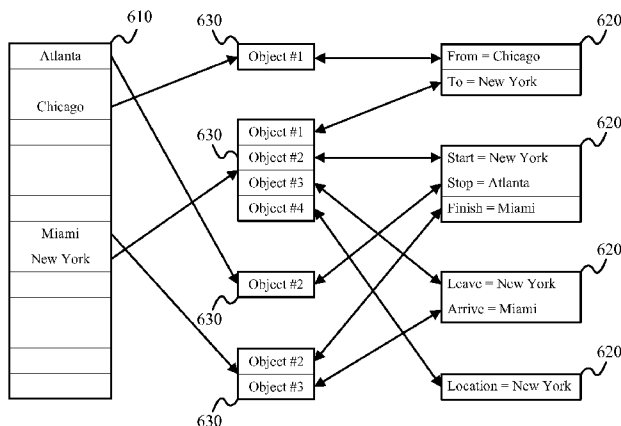 610
Atlanta
Chicago
Miami
New York
630
Object #1
630
Object #1
Object #2
Object #3
Object #4
Object #2
630
Object #2
Object #3
630
620
From = Chicago
To = New York
620
Start = New York
Stop = Atlanta
Finish = Miami
620
Leave = New York
Arrive = Miami
620
Location = New York